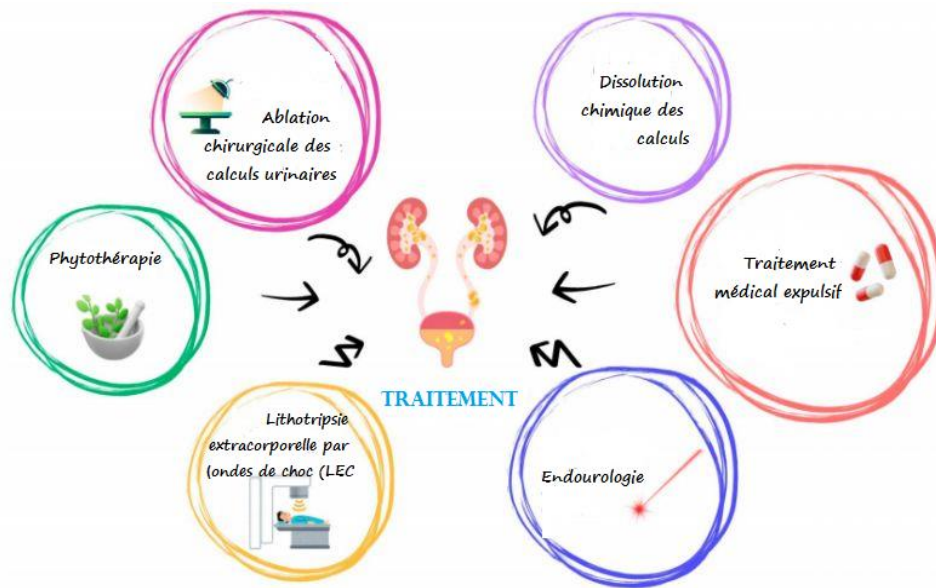 Ablation
chirurgicale des
calculs urinaires
Dissolution
chimique des
calculs
Phytothérapie
Traitement
médical expulsif
TRAITEMENT
Lithotripsie
extracorporelle par
(ondes de choc (LEC
Endourologie